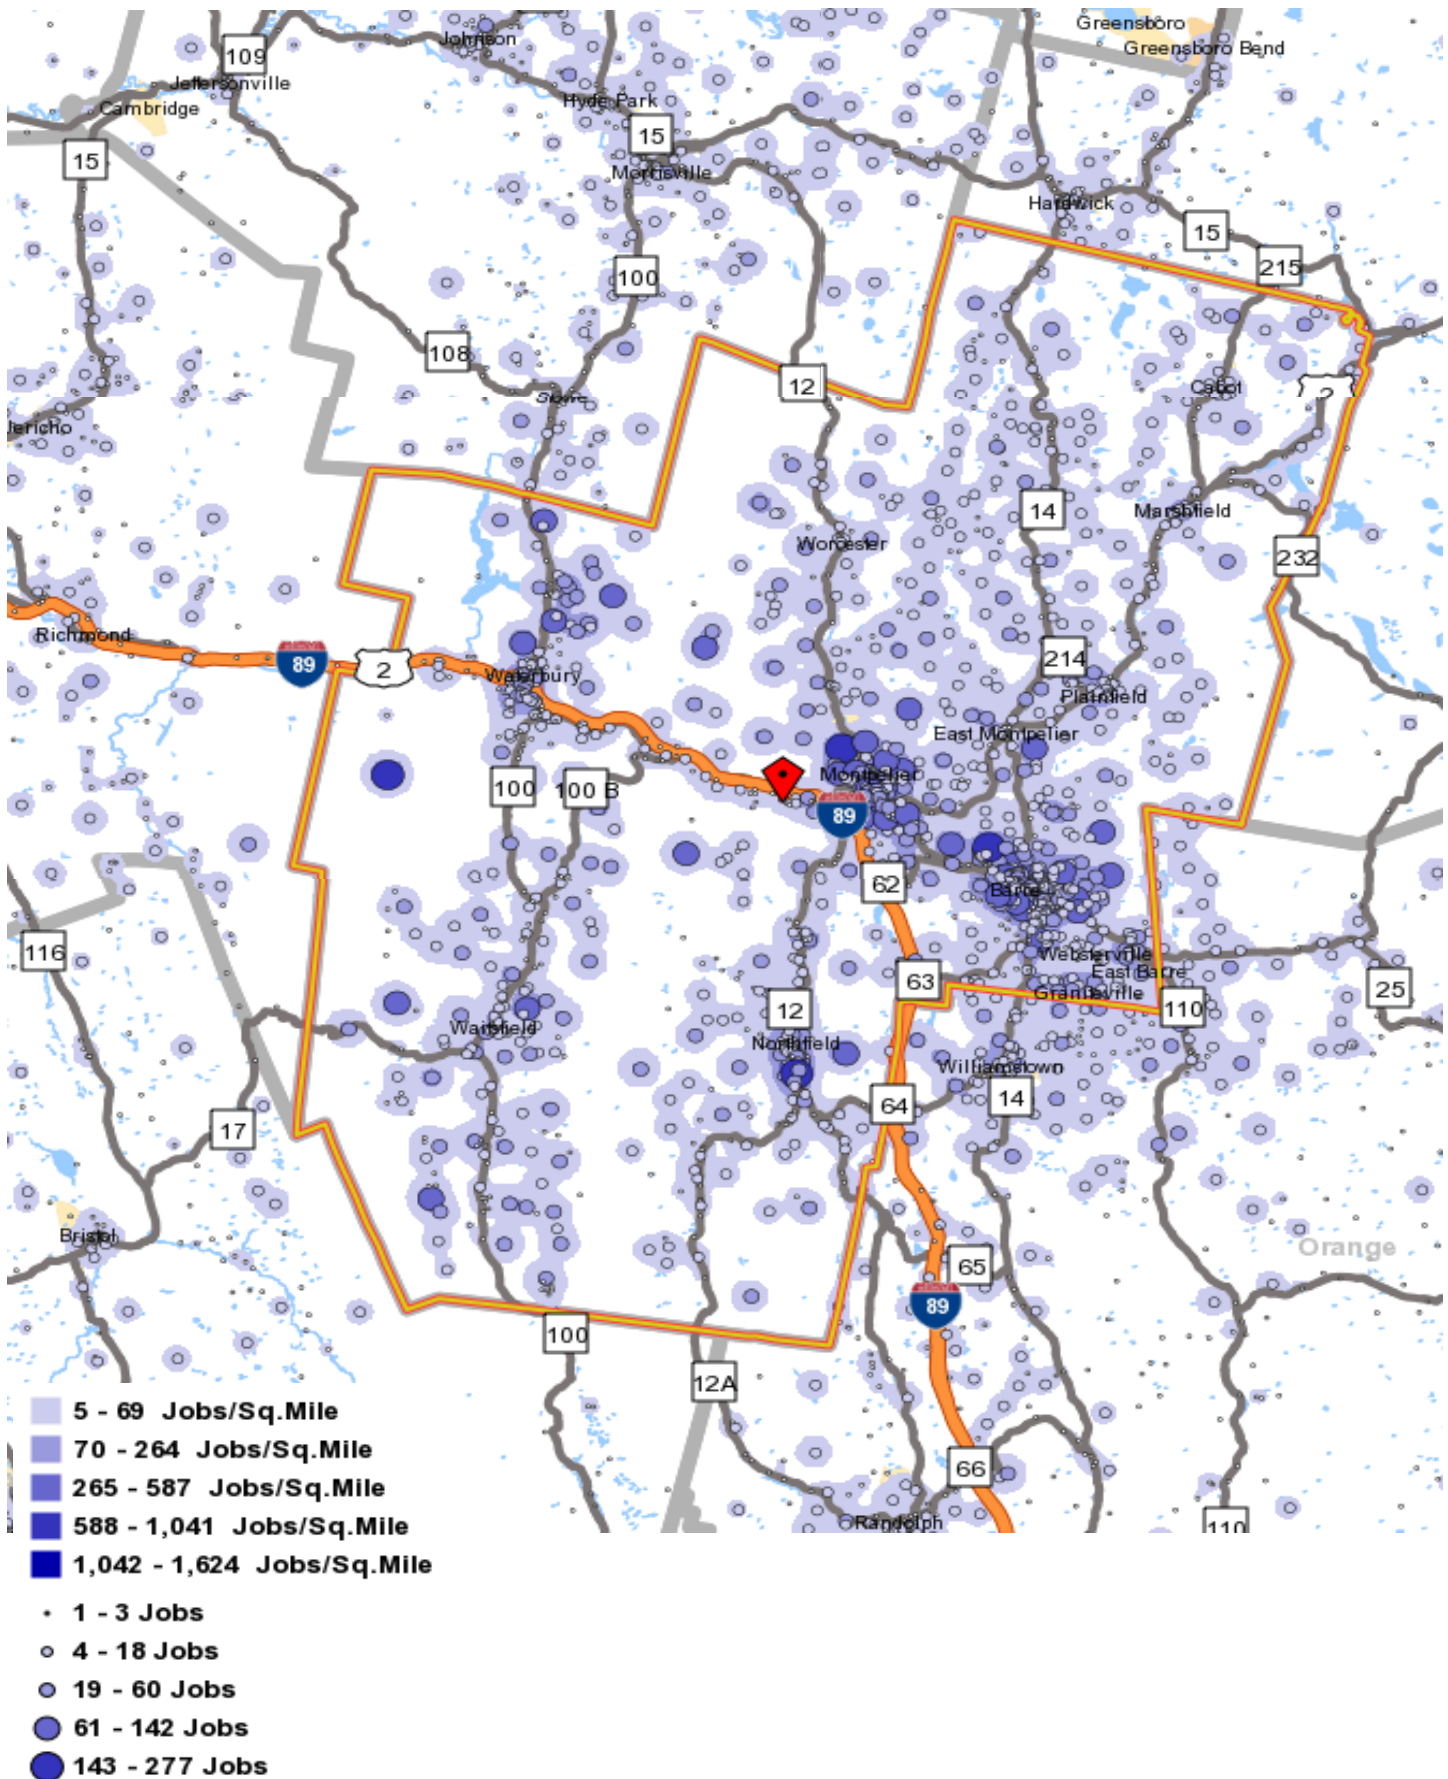 Greensboro
Johnson
Greensboro Bend
109
Jeffersonville
Hyde Park
Cambridge
15
15
Morrisville
Hardwick
15
215
100
108
12
Cabot
2
Stowe
Jericho
14
Marshfield
Worcester
232
Richmond
89
2
214
Waterbury
Plainfield
East Montpelier
Montpelier
100
100 B
89
62
Barre
116
Websterville
East Barre
63
Graniteville
25
12
110
Waitsfield
Northfield
Williamstown
64
14
17
Bristol
Orange
65
89
100
12A
66
Randolph
110
5 - 69 Jobs/Sq.Mile
70 - 264 Jobs/Sq.Mile
265 - 587 Jobs/Sq.Mile
588 - 1,041 Jobs/Sq.Mile
1,042 - 1,624 Jobs/Sq.Mile
1 - 3 Jobs
4 - 18 Jobs
19 - 60 Jobs
61 - 142 Jobs
143 - 277 Jobs